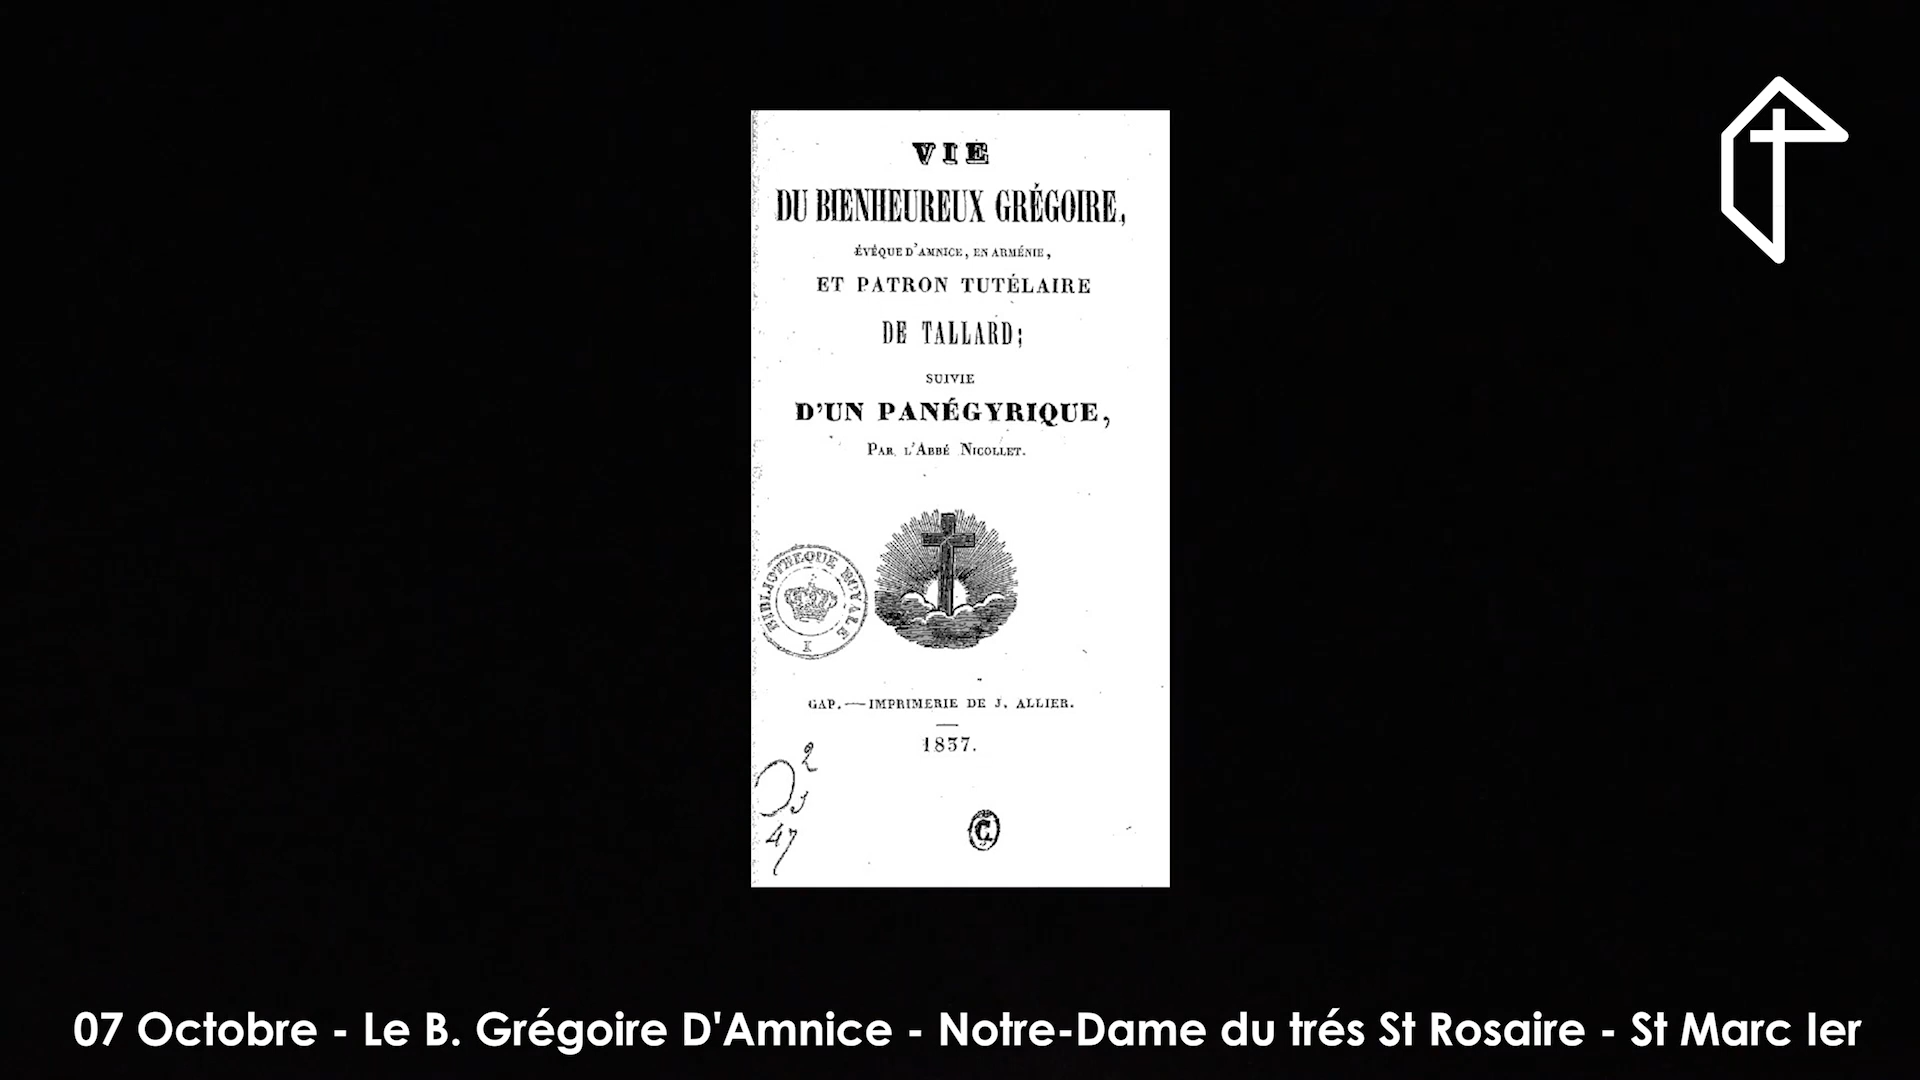 VIE
DU BIENHEUREUX GRÉGOIRE,
ÉVÊQUE D'AMNICE, EN ARMÉNIE,
ET PATRON TUTÉLAIRE
DE TALLARD;
SUIVIE
D'UN PANÉGYRIQUE,
PAR L'ABBÉ NICOLLET.
BIBLIOTHEQUE ROYALE
I
GAP. — IMPRIMERIE DE J. ALLIER.
1837.
2
47
07 Octobre - Le B. Grégoire D'Amnice - Notre-Dame du trés St Rosaire - St Marc Ier